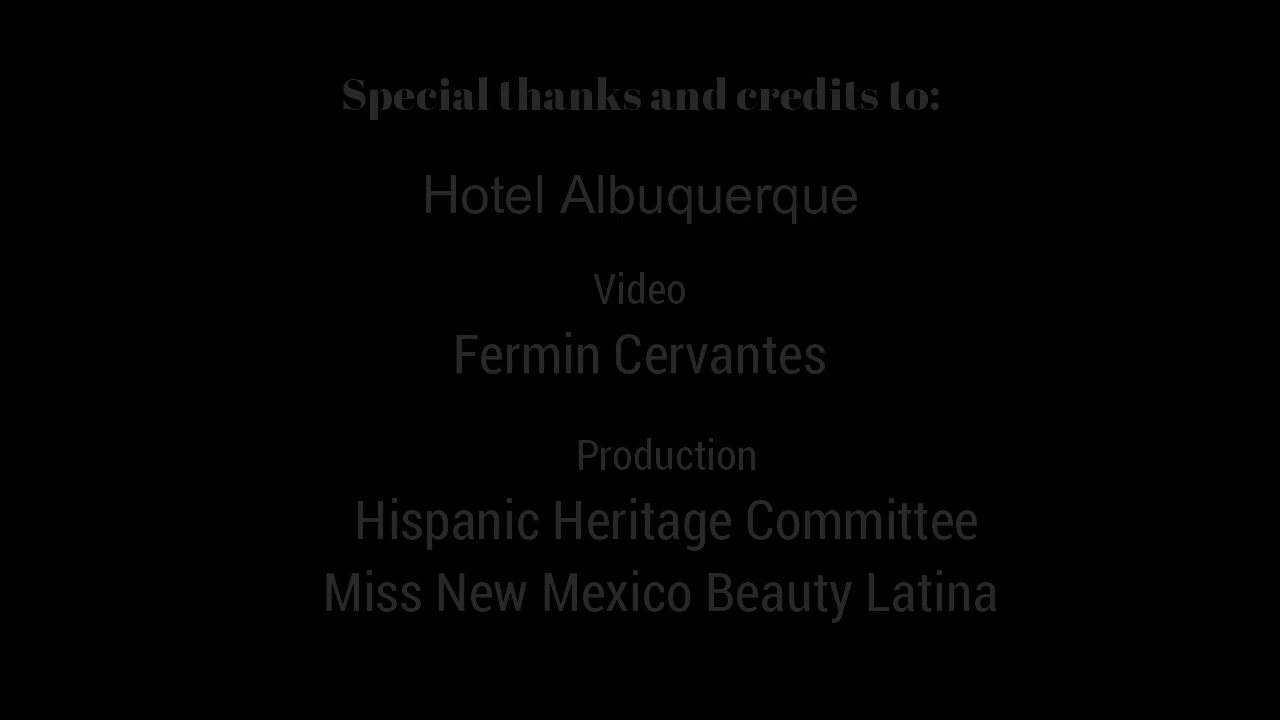 Special thanks and credits to:
Hotel Albuquerque
Video
Fermin Cervantes
Production
Hispanic Heritage Committee
Miss New Mexico Beauty Latina